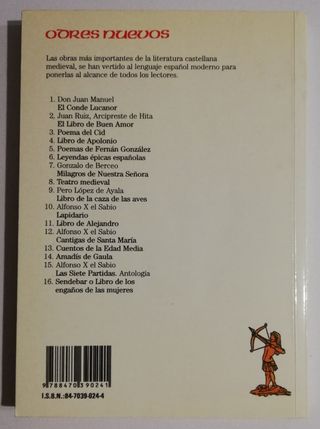 ODRES NUEVOS
Las obras más importantes de la literatura castellana
medieval, se han vertido al lenguaje español moderno para
ponerlas al alcance de todos los lectores.
1. Don Juan Manuel
El Conde Lucanor
2. Juan Ruiz, Arcipreste de Hita
El Libro de Buen Amor
3. Poema del Cid
4. Libro de Apolonio
5. Poemas de Fernán González
6. Leyendas épicas españolas
7. Gonzalo de Berceo
Milagros de Nuestra Señora
8. Teatro medieval
9. Pero López de Ayala
Libro de la caza de las aves
10. Alfonso X el Sabio
Lapidario
11. Libro de Alejandro
12. Alfonso X el Sabio
Cantigas de Santa María
13. Cuentos de la Edad Media
14. Amadís de Gaula
15. Alfonso X el Sabio
Las Siete Partidas. Antología
16. Sendebar o Libro de los
engaños de las mujeres
9 788470 390241
I.S.B.N.:84-7039-024-4